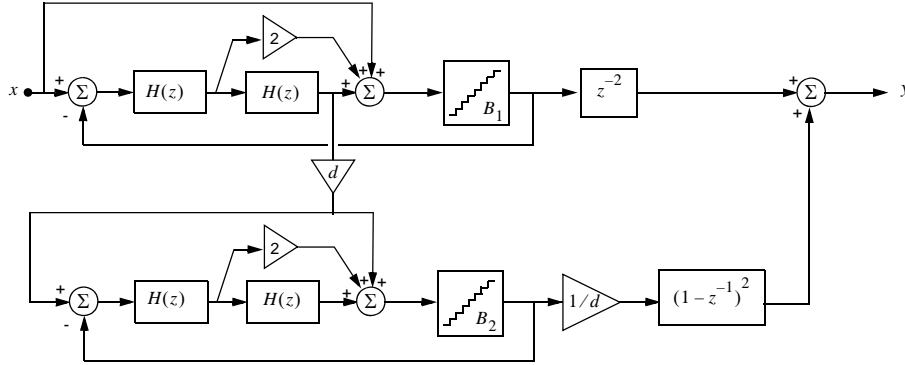 2
+ + +
x + Σ H(z) H(z) + Σ B₁ z⁻² + Σ y
- +
d
2
+ + +
+ Σ H(z) H(z) + Σ B₂ 1/d (1 – z⁻¹)²
-